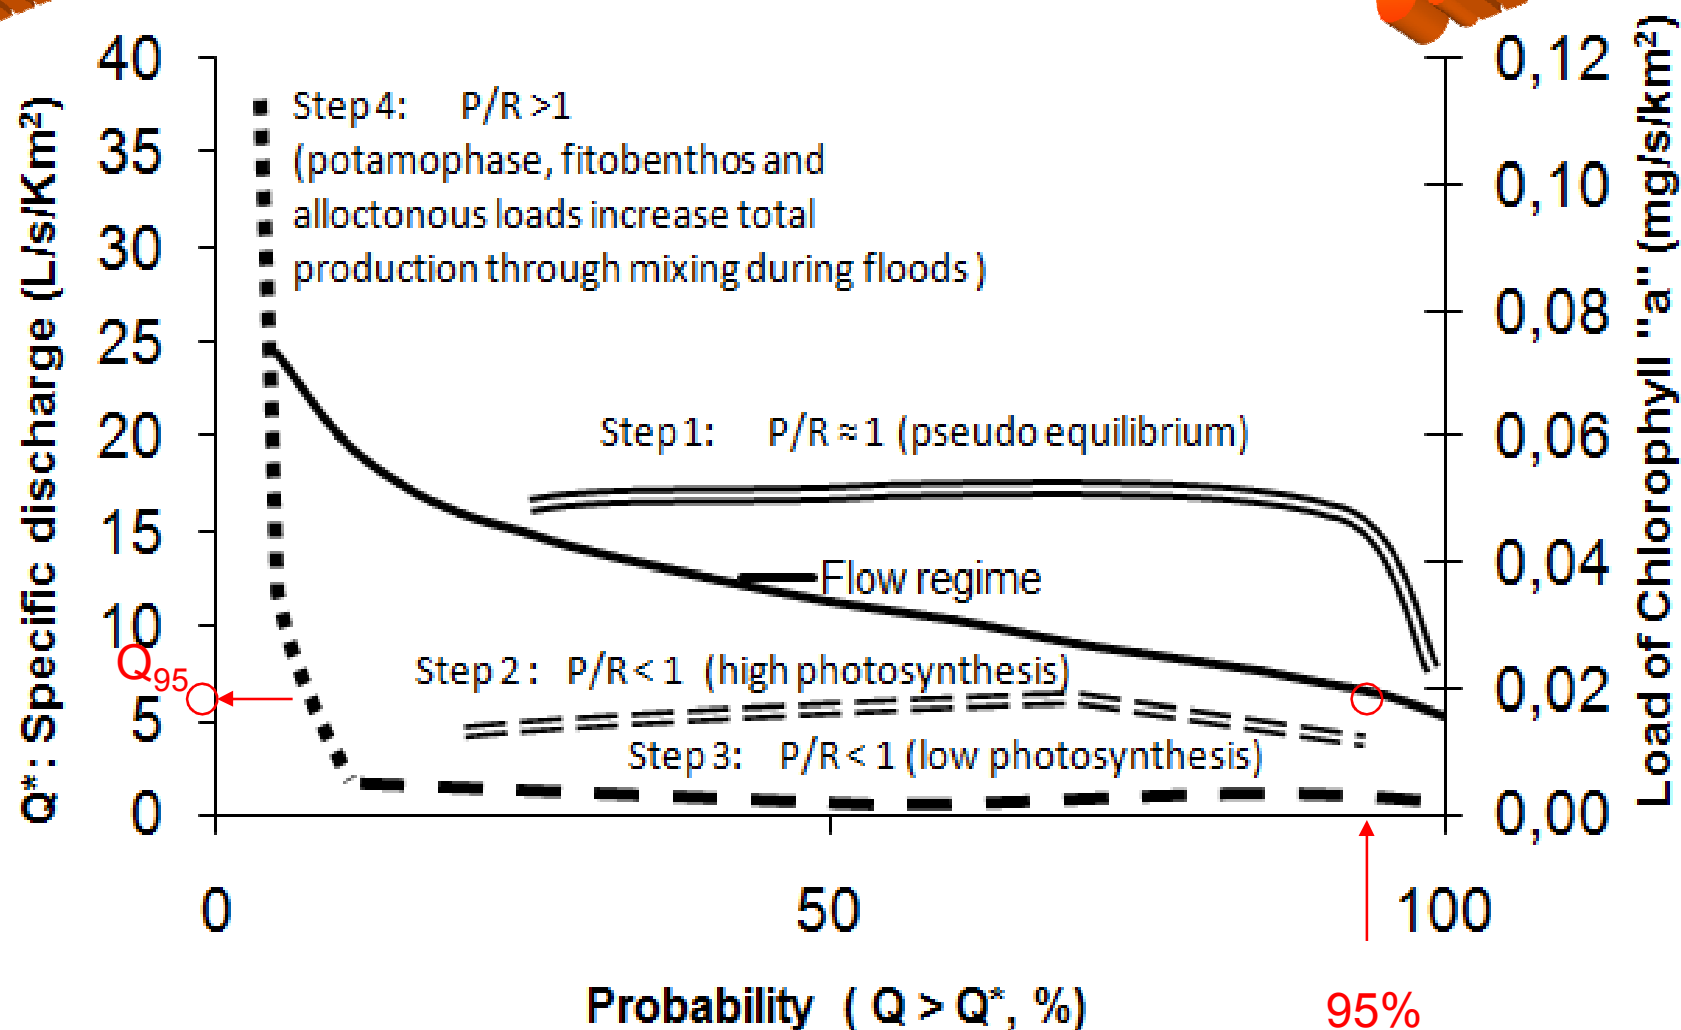 40
35
30
25
20
15
10
5
0
Q* : Specific discharge (L/s/Km²)
Q95
Step 4: P/R >1
(potamophase, fitobenthos and
alloctonous loads increase total
production through mixing during floods )
Step 1: P/R ≈ 1 (pseudo equilibrium)
Flow regime
Step 2 : P/R < 1 (high photosynthesis)
Step 3: P/R < 1 (low photosynthesis)
0,12
0,10
0,08
0,06
0,04
0,02
0,00
Load of Chlorophyll "a" (mg/s/km²)
0 50 100
Probability ( Q > Q*, %)
95%